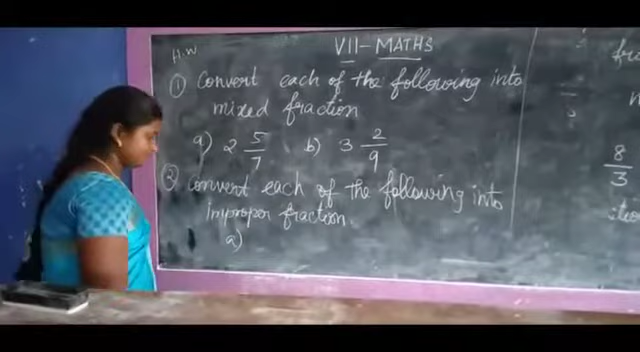 H.W
VII - MATHS
① Convert each of the following into
mixed fraction
a) 2 5/7 b) 3 2/9
② Convert each of the following into
improper fraction.
a)
8/3